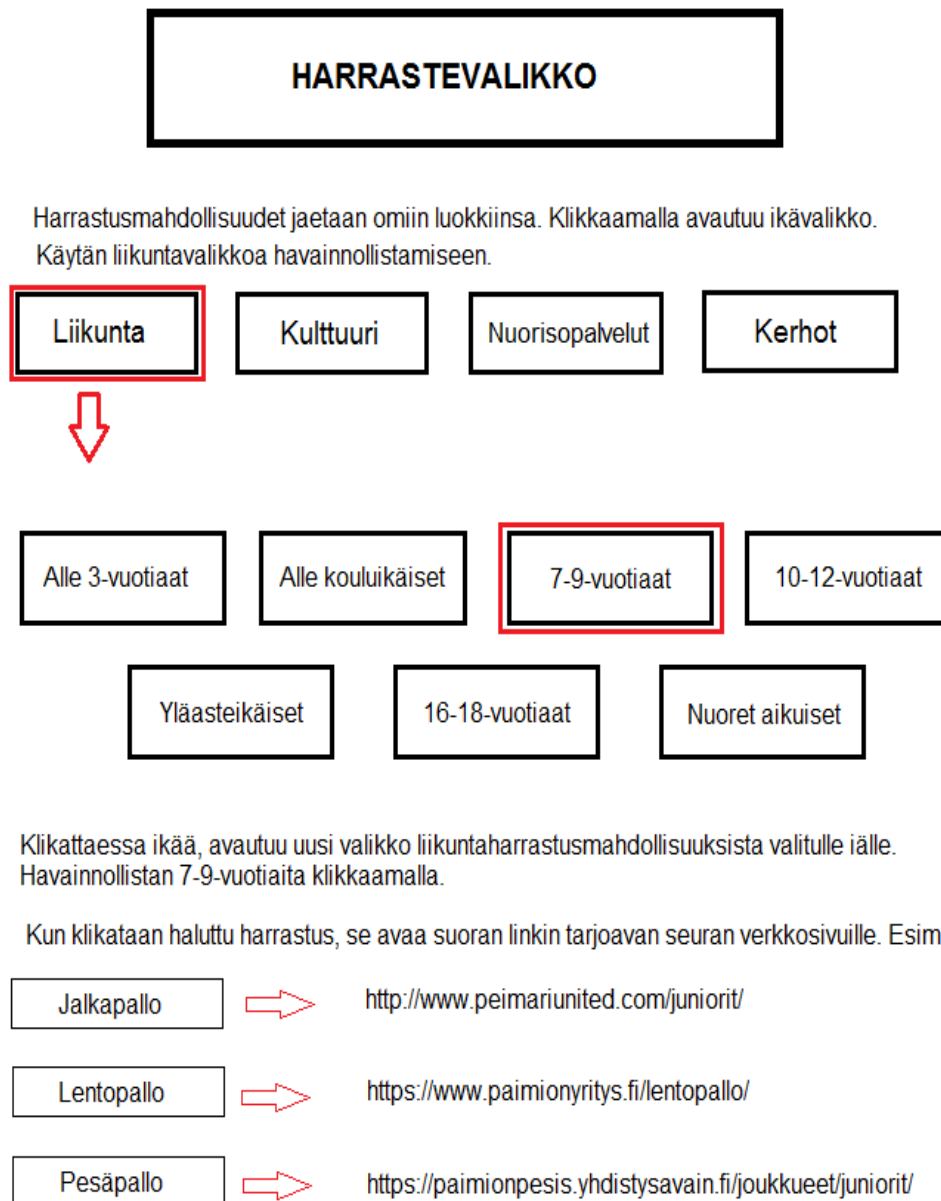 HARRASTEVALIKKO
Harrastusmahdollisuudet jaetaan omiin luokkiinsa. Klikkaamalla avautuu ikävalikko.
Käytän liikuntavalikkoa havainnollistamiseen.
Liikunta
Kulttuuri
Nuorisopalvelut
Kerhot
Alle 3-vuotiaat
Alle kouluikäiset
7-9-vuotiaat
10-12-vuotiaat
Yläasteikäiset
16-18-vuotiaat
Nuoret aikuiset
Klikattaessa ikää, avautuu uusi valikko liikuntaharrastusmahdollisuuksista valitulle iälle.
Havainnollistan 7-9-vuotiaita klikkaamalla.
Kun klikataan haluttu harrastus, se avaa suoran linkin tarjoavan seuran verkkosivuille. Esim
Jalkapallo
http://www.peimariunited.com/juniorit/
Lentopallo
https://www.paimionyritys.fi/lentopallo/
Pesäpallo
https://paimionpesis.yhdistysavain.fi/joukkueet/juniorit/